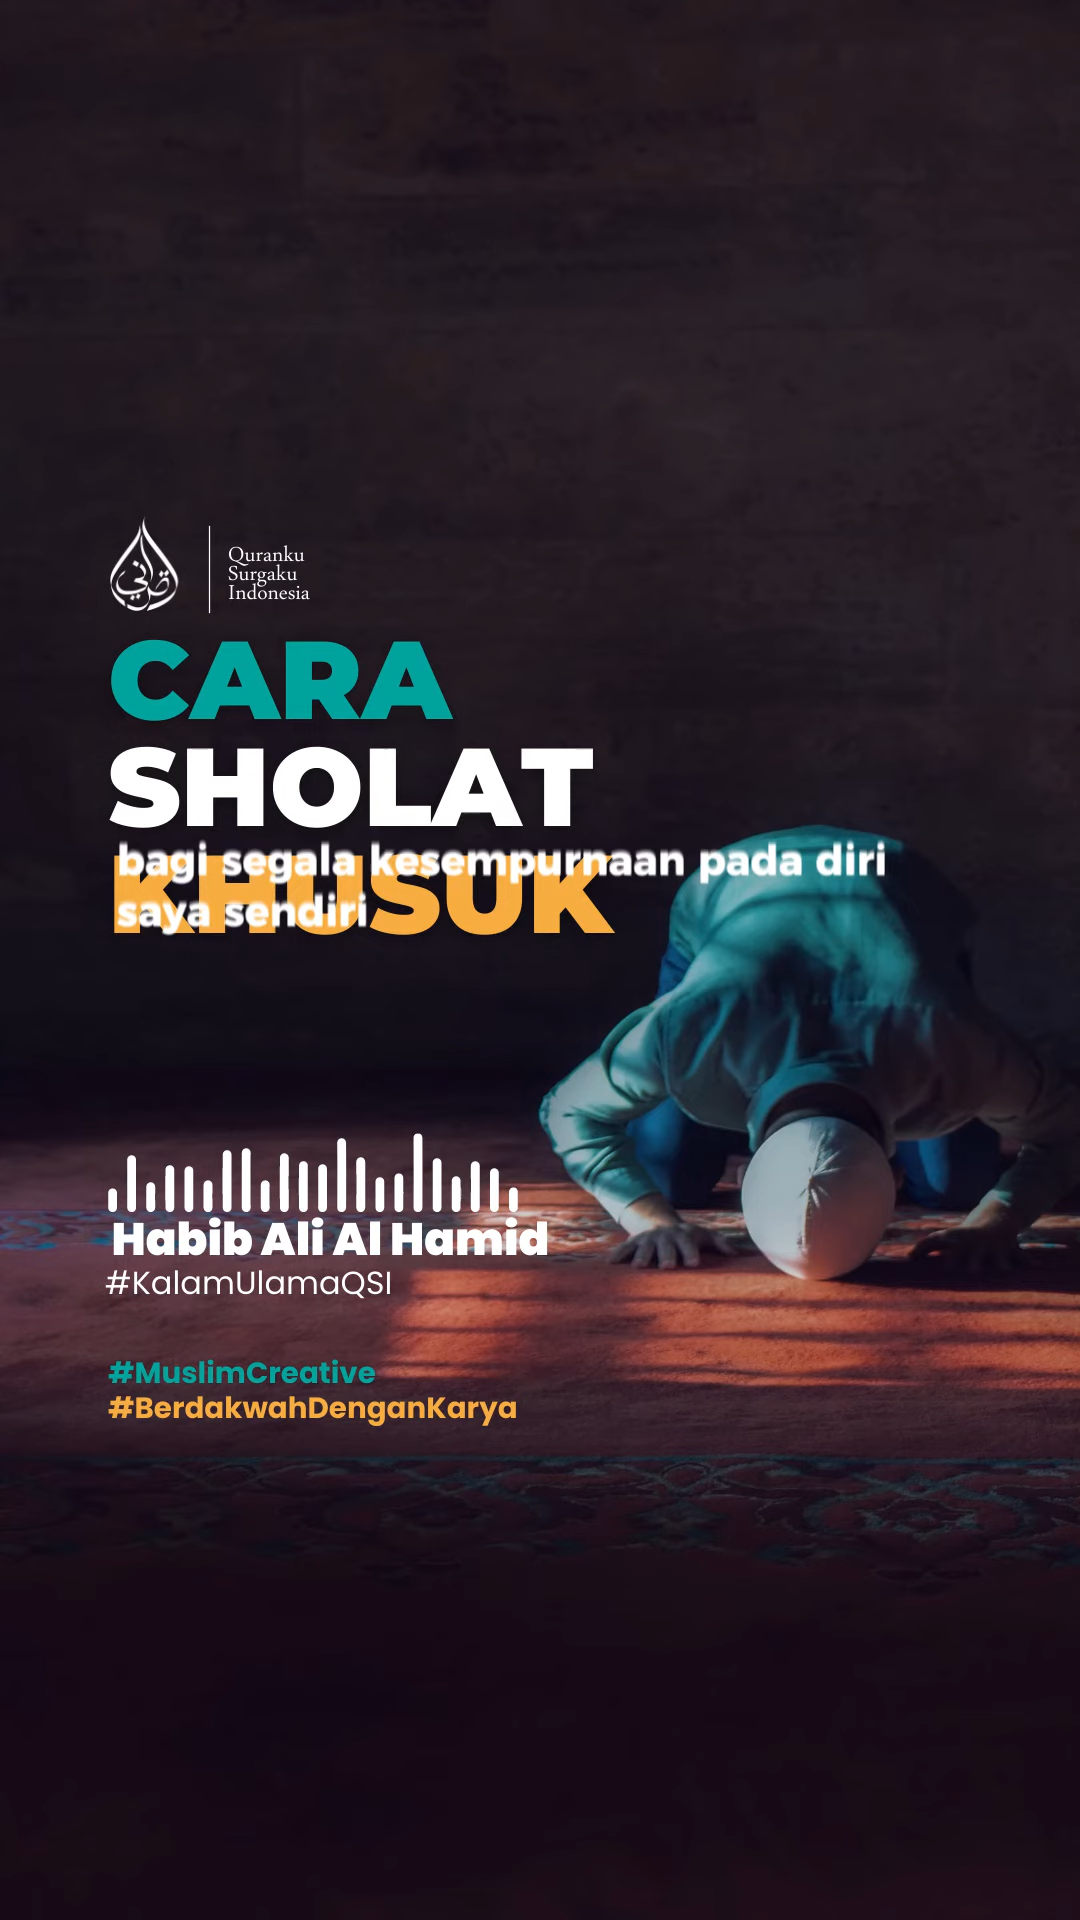 Quranku
Surgaku
Indonesia
CARA
SHOLAT
KHUSUK
bagi segala kesempurnaan pada diri
saya sendiri
Habib Ali Al Hamid
#KalamUlamaQSI
#MuslimCreative
#BerdakwahDenganKarya